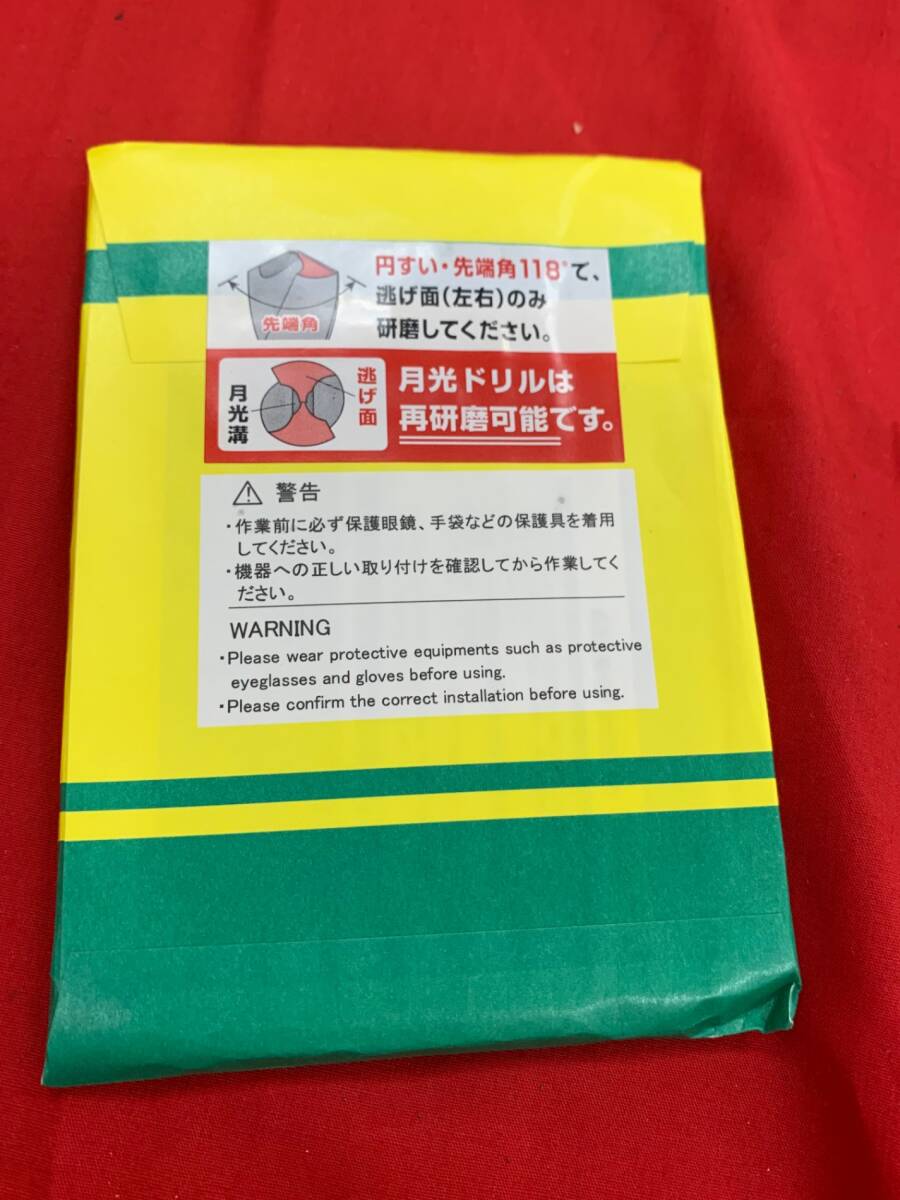 円すい・先端角118°で、
逃げ面(左右)のみ
研磨してください。
先端角
月光溝
逃げ面
月光ドリルは
再研磨可能です。
⚠ 警告
・作業前に必ず保護眼鏡、手袋などの保護具を着用
してください。
・機器への正しい取り付けを確認してから作業してく
ださい。
WARNING
・Please wear protective equipments such as protective
eyeglasses and gloves before using.
・Please confirm the correct installation before using.